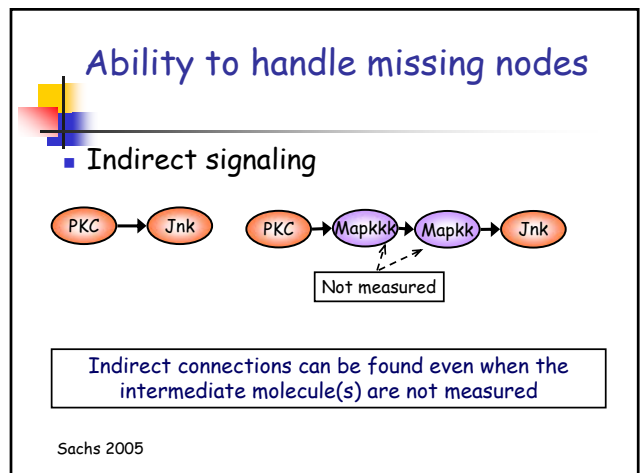 Ability to handle missing nodes
Indirect signaling
PKC Jnk PKC Mapkkk Mapkk Jnk
Not measured
Indirect connections can be found even when the
intermediate molecule(s) are not measured
Sachs 2005